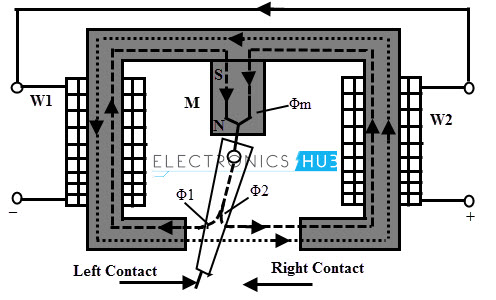 W1
S
M
Φm
N
W2
ELECTRONICS HUB
Φ1
Φ2
–
+
Left Contact
Right Contact